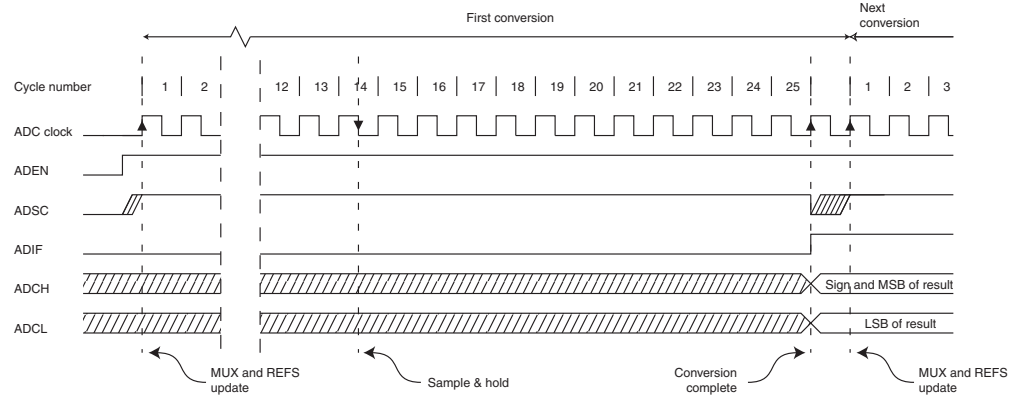 First conversion
Next
conversion
Cycle number 1 2 12 13 14 15 16 17 18 19 20 21 22 23 24 25 1 2 3
ADC clock
ADEN
ADSC
ADIF
ADCH Sign and MSB of result
ADCL LSB of result
MUX and REFS
update
Sample & hold
Conversion
complete
MUX and REFS
update